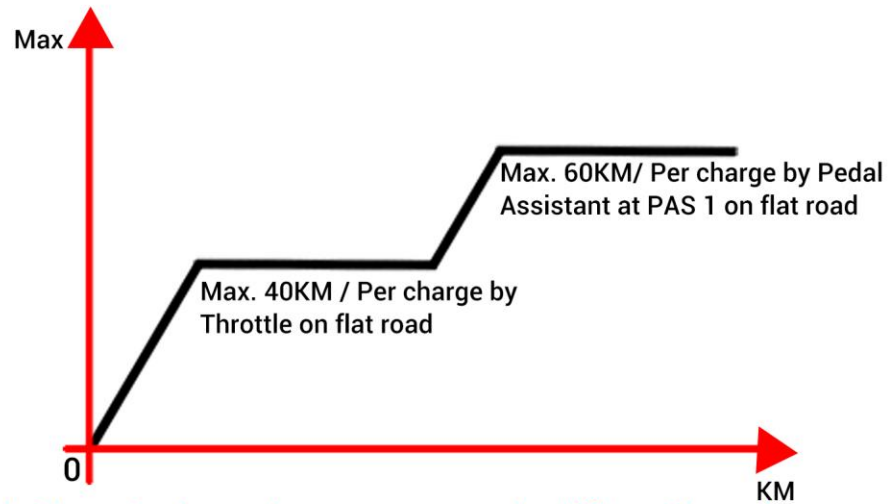 Max
Max. 60KM/ Per charge by Pedal
Assistant at PAS 1 on flat road
Max. 40KM / Per charge by
Throttle on flat road
0
KM